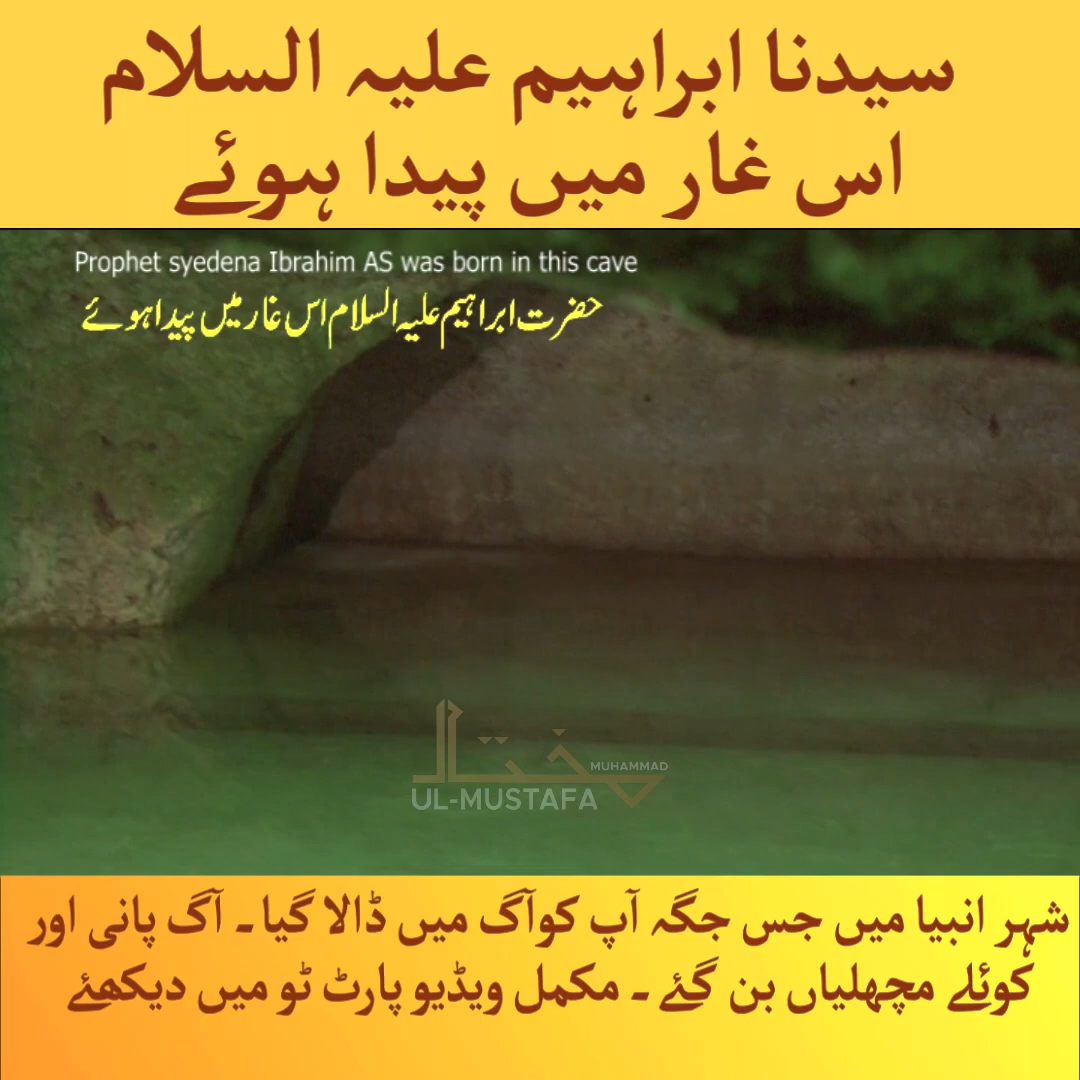 سیدنا ابراہیم علیہ السلام
اس غار میں پیدا ہوئے
Prophet syedena Ibrahim AS was born in this cave
حضرت ابراہیم علیہ السلام اس غار میں پیدا ہوئے
MUHAMMAD
UL-MUSTAFA
شہر انبیا میں جس جگہ آپ کوآگ میں ڈالا گیا۔ آگ پانی اور
کوئلے مچھلیاں بن گئے ۔ مکمل ویڈیو پارٹ ٹو میں دیکھئے